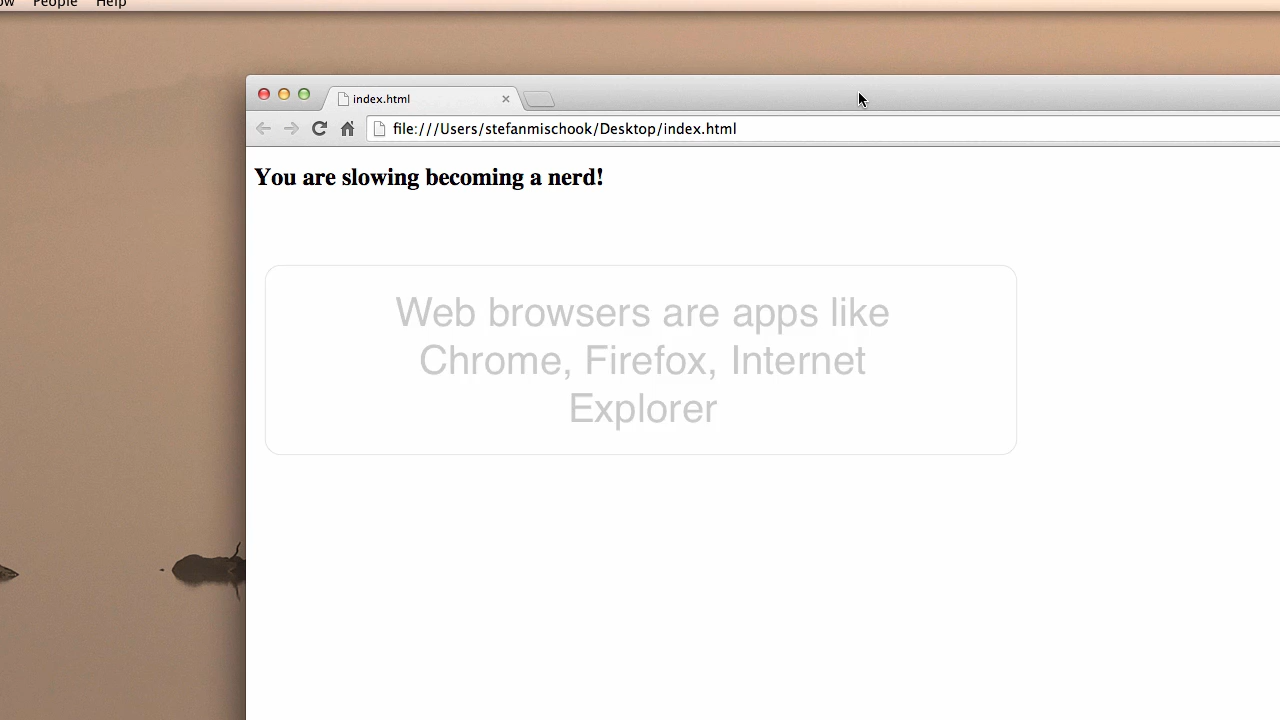 People Help
index.html
file:///Users/stefanmischook/Desktop/index.html
You are slowing becoming a nerd!
Web browsers are apps like
Chrome, Firefox, Internet
Explorer